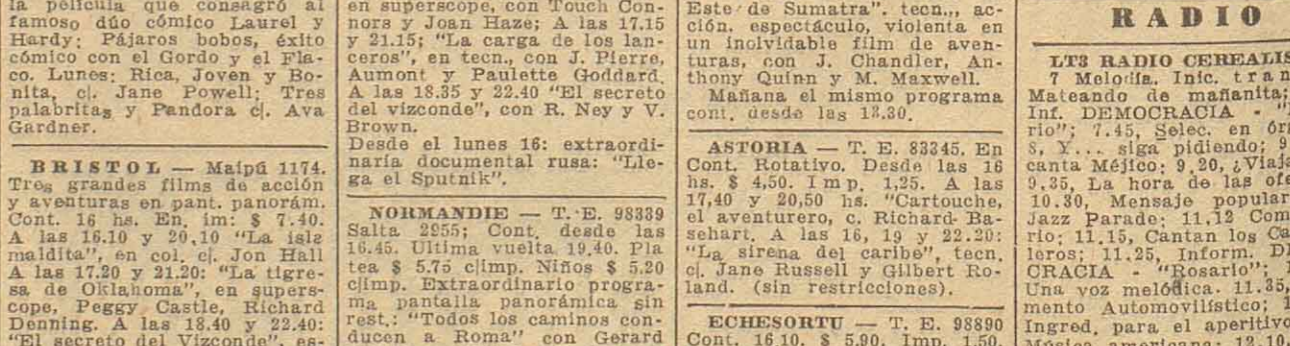 la película que consagró al
famoso dúo cómico Laurel y
Hardy: Pájaros bobos, éxito
cómico con el Gordo y el Fla-
co. Lunes: Rica, Joven y Bo-
nita, c|. Jane Powell; Tres
palabritas y Pandora c|. Ava
Gardner.
BRISTOL — Maipú 1174.
Tres grandes films de acción
y aventuras en pant. panorám.
Cont. 16 hs. En. im: $ 7.40.
A las 16.10 y 20.10 "La isla
maldita", en col. c|. Jon Hall
A las 17.20 y 21.20: "La tigre-
sa de Oklahoma", en supers-
cope, Peggy Castle, Richard
Denning. A las 18.40 y 22.40:
"El secreto del Vizconde", es-
en superscope, con Touch Con-
nors y Joan Haze; A las 17.15
y 21.15; "La carga de los lan-
ceros", en tecn., con J. Pierre,
Aumont y Paulette Goddard.
A las 18.35 y 22.40 "El secreto
del vizconde", con R. Ney y V.
Brown.
Desde el lunes 16: extraordi-
naria documental rusa: "Lle-
ga el Sputnik".
NORMANDIE — T. E. 98339
Salta 2955; Cont. desde las
16.45. Ultima vuelta 19.40. Pla
tea $ 5.75 c|imp. Niños $ 5.20
c|imp. Extraordinario progra-
ma pantalla panorámica sin
rest.: "Todos los caminos con-
ducen a Roma" con Gerard
Este de Sumatra". tecn., ac-
ción. espectáculo, violenta en
un inolvidable film de aven-
turas, con J. Chandler, An-
thony Quinn y M. Maxwell.
Mañana el mismo programa
cont. desde las 13.30.
ASTORIA — T. E. 83345. En
Cont. Rotativo. Desde las 16
hs. $ 4,50. Imp. 1,25. A las
17,40 y 20,50 hs. "Cartouche,
el aventurero, c. Richard Ba-
sehart. A las 16, 19 y 22.20:
"La sirena del caribe", tecn.
c|. Jane Russell y Gilbert Ro-
land. (sin restricciones).
ECHESORTU — T. E. 98890
Cont. 16 10. $ 5.90. Imp. 1.50.
RADIO
LT3 RADIO CEREALIS
7 Melodía. Inic. tran
Mateando de mañanita;
Inf. DEMOCRACIA - "
rio"; 7.45, Selec. en ór
s, Y... siga pidiendo; 9
canta Méjico; 9,20, ¿Viaja
9,35, La hora de las ofe
10.30, Mensaje popular
Jazz Parade; 11.12 Com
rio; 11.15, Cantan los Ca
leros; 11.25, Inform. D
CRACIA - "Rosario";
Una voz melódica. 11.35,
mento Automovilístico; 1
Ingred. para el aperitivo
Música americana; 12.10,